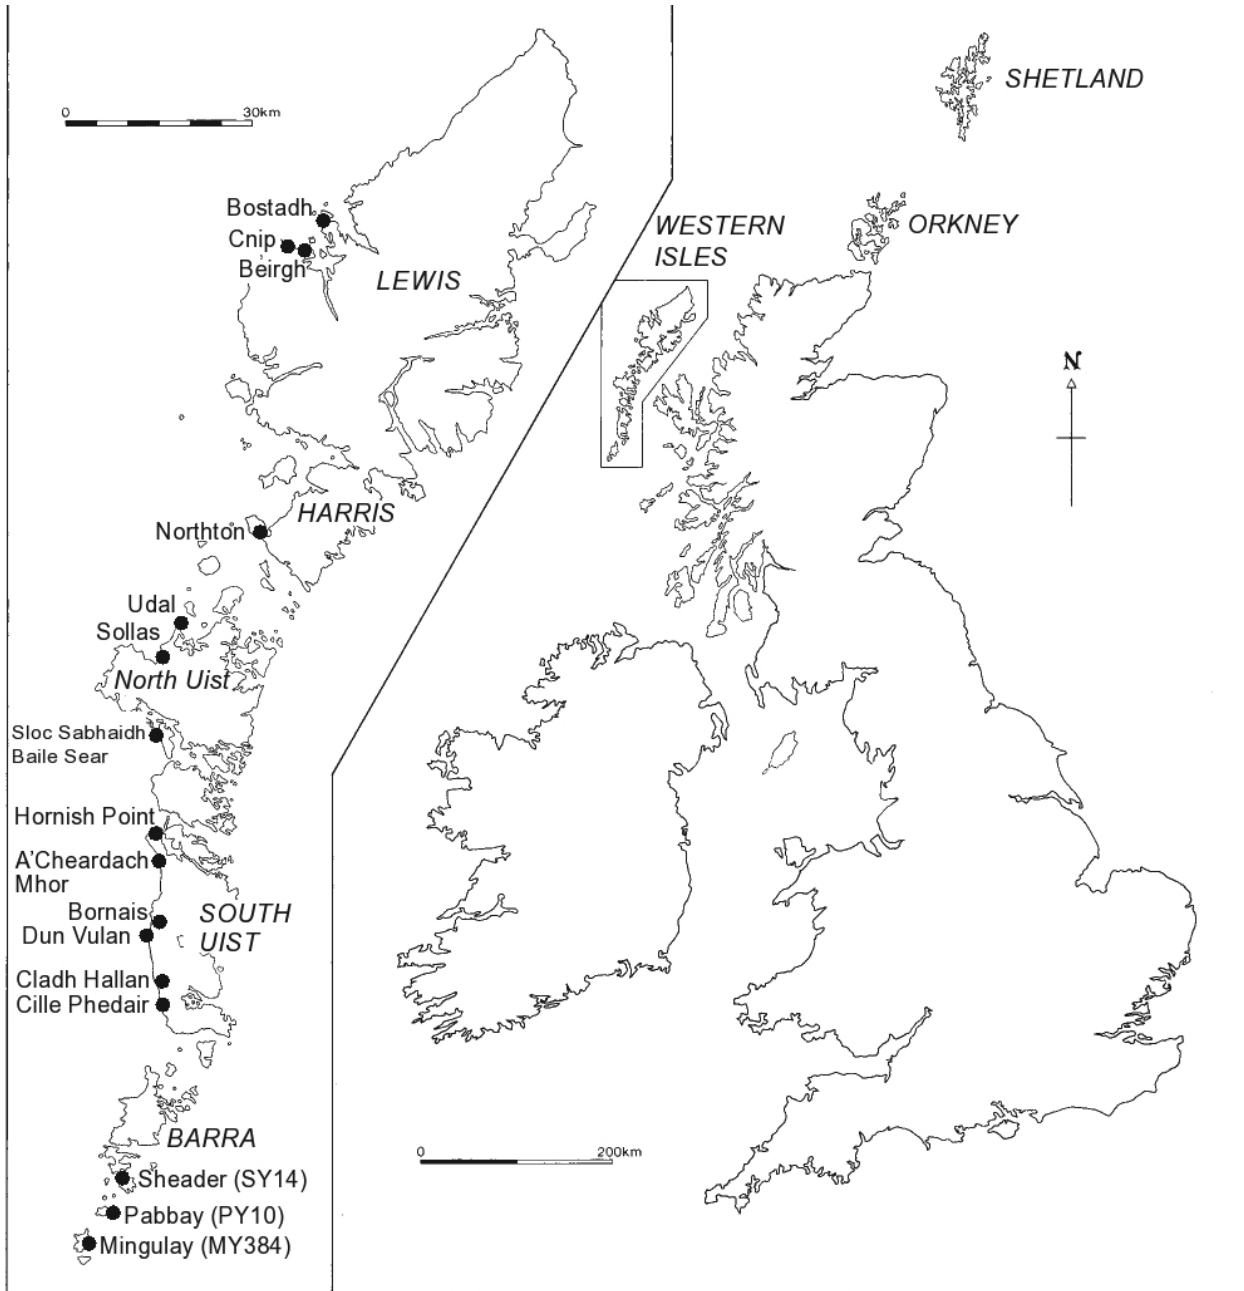 0 30km
SHETLAND
Bostadh
Cnip
Beirgh
LEWIS
WESTERN
ISLES
ORKNEY
N
HARRIS
Northton
Udal
Sollas
North Uist
Sloc Sabhaidh
Baile Sear
Hornish Point
A'Cheardach
Mhor
Bornais
Dun Vulan
SOUTH
UIST
Cladh Hallan
Cille Phedair
BARRA
0 200km
Sheader (SY14)
Pabbay (PY10)
Mingulay (MY384)